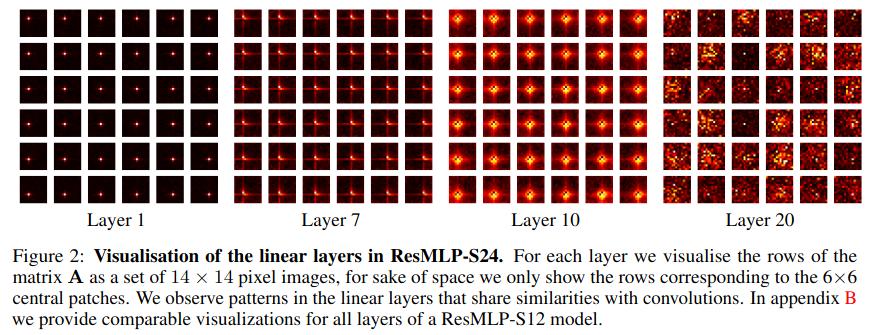 Layer 1 Layer 7 Layer 10 Layer 20
Figure 2: Visualisation of the linear layers in ResMLP-S24. For each layer we visualise the rows of the
matrix A as a set of 14 × 14 pixel images, for sake of space we only show the rows corresponding to the 6×6
central patches. We observe patterns in the linear layers that share similarities with convolutions. In appendix B
we provide comparable visualizations for all layers of a ResMLP-S12 model.